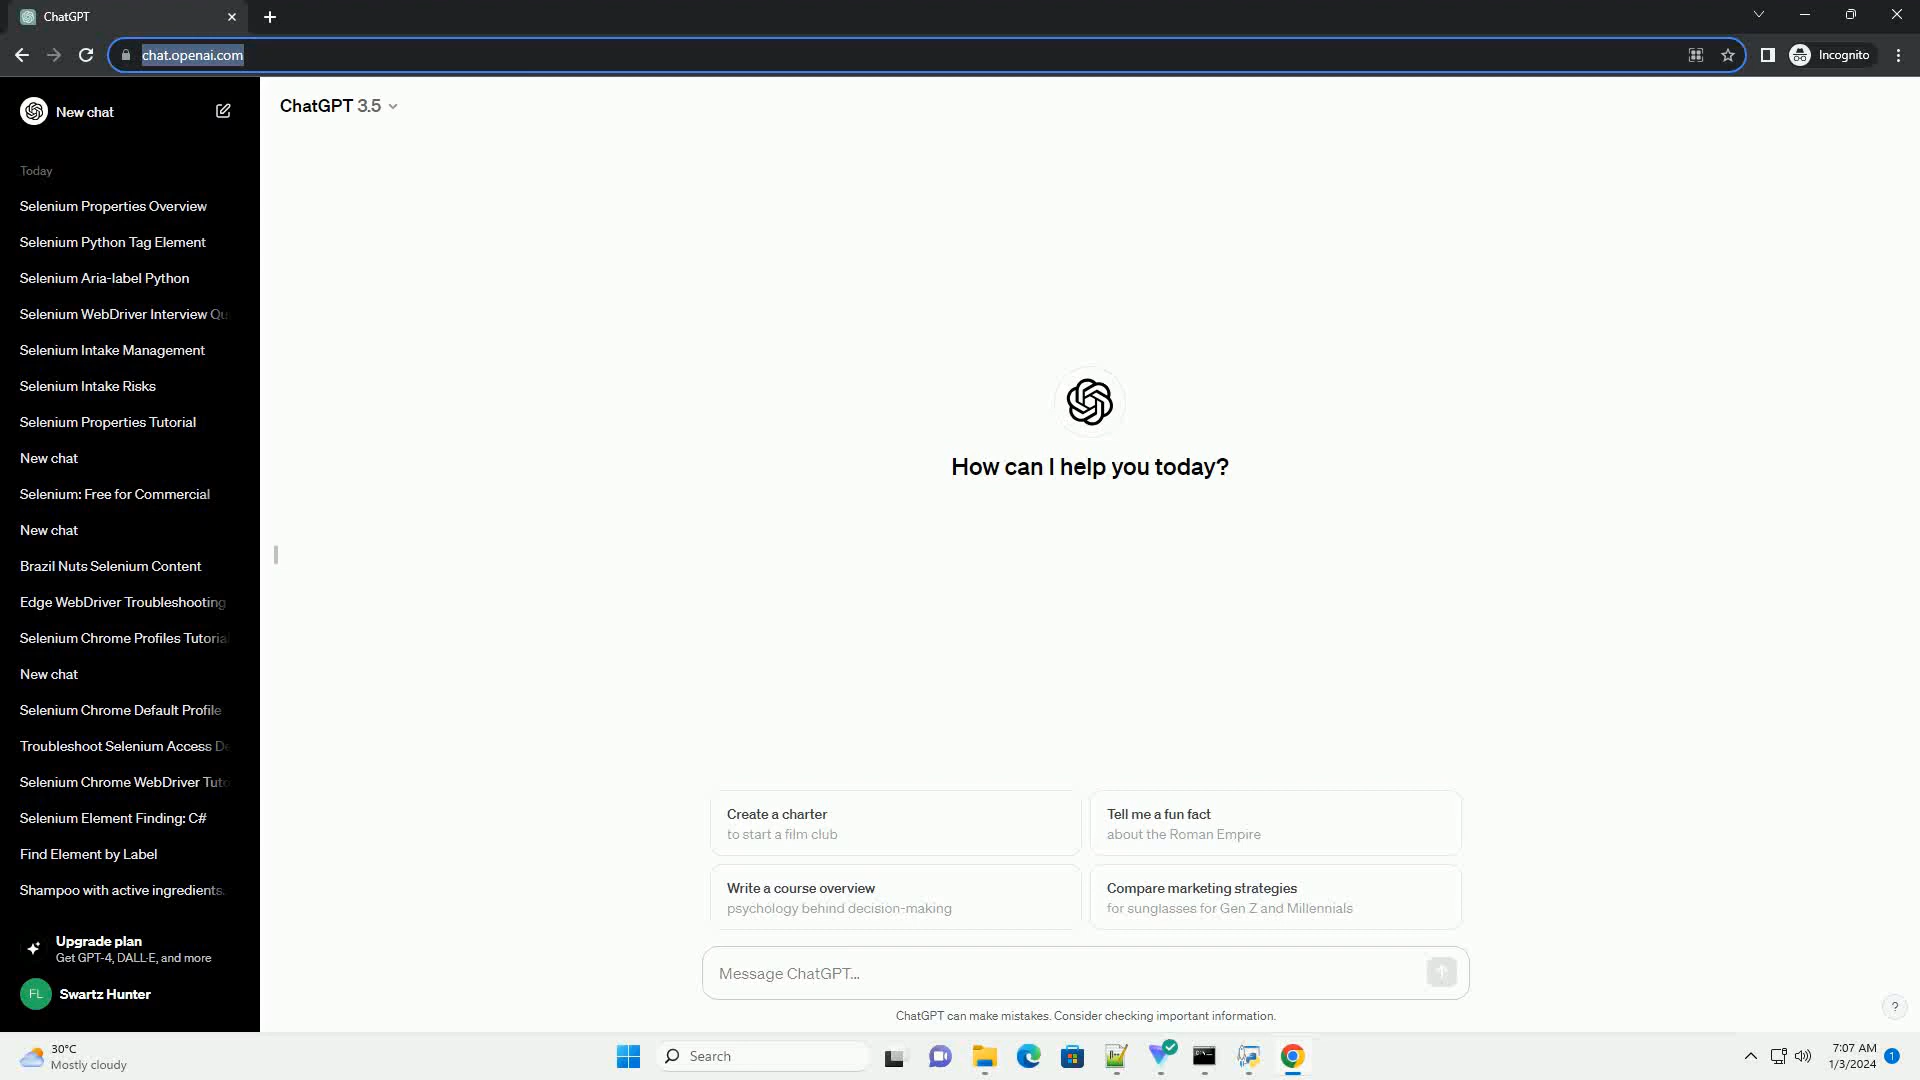 ChatGPT
chat.openai.com
Incognito
New chat
Today
Selenium Properties Overview
Selenium Python Tag Element
Selenium Aria-label Python
Selenium WebDriver Interview Qu
Selenium Intake Management
Selenium Intake Risks
Selenium Properties Tutorial
New chat
Selenium: Free for Commercial
New chat
Brazil Nuts Selenium Content
Edge WebDriver Troubleshooting
Selenium Chrome Profiles Tutorial
New chat
Selenium Chrome Default Profile
Troubleshoot Selenium Access De
Selenium Chrome WebDriver Tuto
Selenium Element Finding: C#
Find Element by Label
Shampoo with active ingredients.
Upgrade plan
Get GPT-4, DALL·E, and more
FL
Swartz Hunter
ChatGPT 3.5
How can I help you today?
Create a charter
to start a film club
Tell me a fun fact
about the Roman Empire
Write a course overview
psychology behind decision-making
Compare marketing strategies
for sunglasses for Gen Z and Millennials
Message ChatGPT...
ChatGPT can make mistakes. Consider checking important information.
?
30°C
Mostly cloudy
Search
7:07 AM
1/3/2024
1